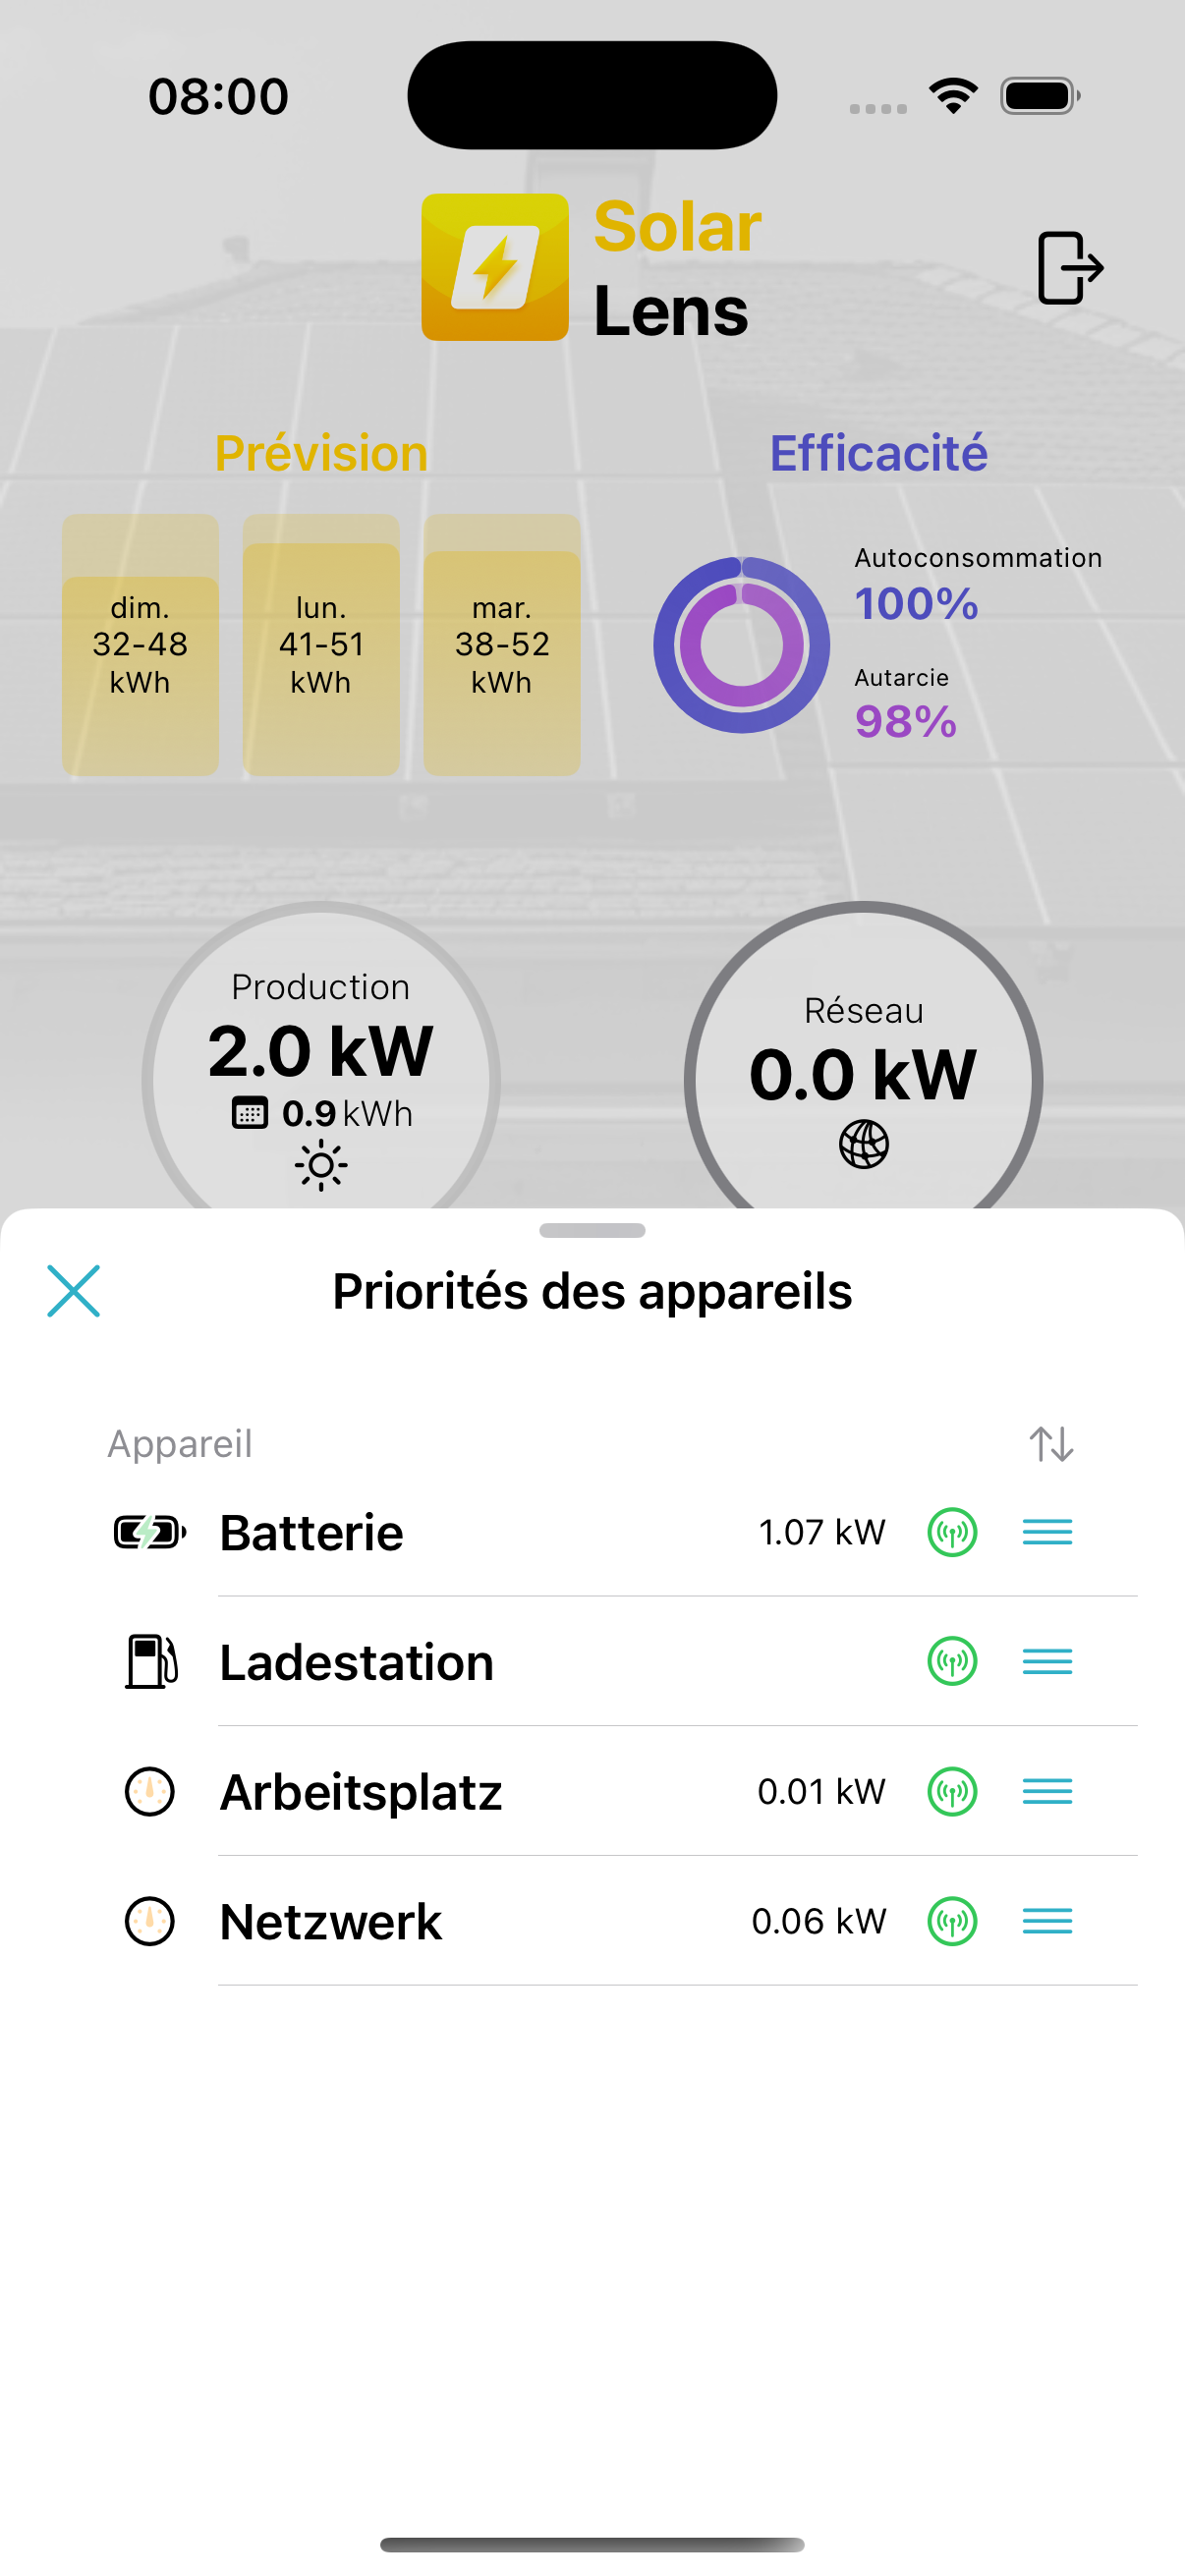 08:00
Solar
Lens
Prévision
Efficacité
dim.
32-48
kWh
lun.
41-51
kWh
mar.
38-52
kWh
Autoconsommation
100%
Autarcie
98%
Production
2.0 kW
0.9 kWh
Réseau
0.0 kW
Priorités des appareils
Appareil
Batterie 1.07 kW
Ladestation
Arbeitsplatz 0.01 kW
Netzwerk 0.06 kW